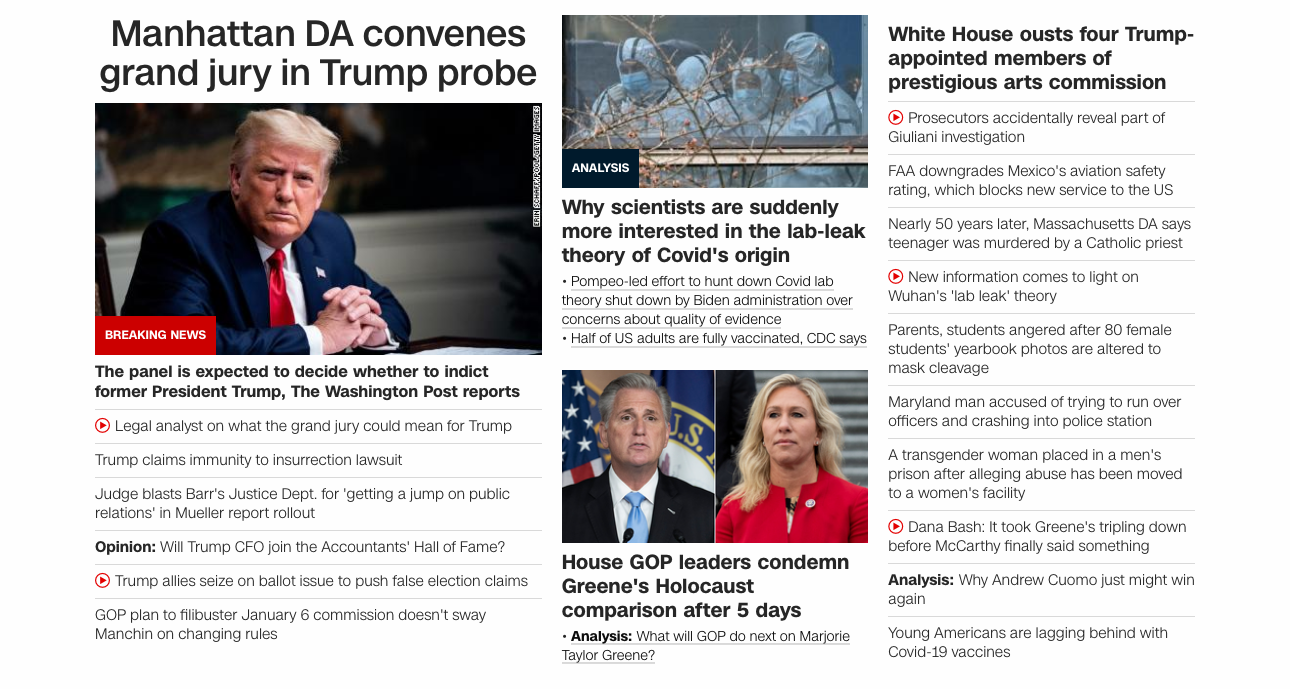 Manhattan DA convenes
grand jury in Trump probe
ERIN SCHAFF/POOL/GETTY IMAGES
BREAKING NEWS
The panel is expected to decide whether to indict
former President Trump, The Washington Post reports
Legal analyst on what the grand jury could mean for Trump
Trump claims immunity to insurrection lawsuit
Judge blasts Barr's Justice Dept. for 'getting a jump on public
relations' in Mueller report rollout
Opinion: Will Trump CFO join the Accountants' Hall of Fame?
Trump allies seize on ballot issue to push false election claims
GOP plan to filibuster January 6 commission doesn't sway
Manchin on changing rules
ANALYSIS
Why scientists are suddenly
more interested in the lab-leak
theory of Covid's origin
• Pompeo-led effort to hunt down Covid lab
theory shut down by Biden administration over
concerns about quality of evidence
• Half of US adults are fully vaccinated, CDC says
U.S.
House GOP leaders condemn
Greene's Holocaust
comparison after 5 days
• Analysis: What will GOP do next on Marjorie
Taylor Greene?
White House ousts four Trump-
appointed members of
prestigious arts commission
Prosecutors accidentally reveal part of
Giuliani investigation
FAA downgrades Mexico's aviation safety
rating, which blocks new service to the US
Nearly 50 years later, Massachusetts DA says
teenager was murdered by a Catholic priest
New information comes to light on
Wuhan's 'lab leak' theory
Parents, students angered after 80 female
students' yearbook photos are altered to
mask cleavage
Maryland man accused of trying to run over
officers and crashing into police station
A transgender woman placed in a men's
prison after alleging abuse has been moved
to a women's facility
Dana Bash: It took Greene's tripling down
before McCarthy finally said something
Analysis: Why Andrew Cuomo just might win
again
Young Americans are lagging behind with
Covid-19 vaccines